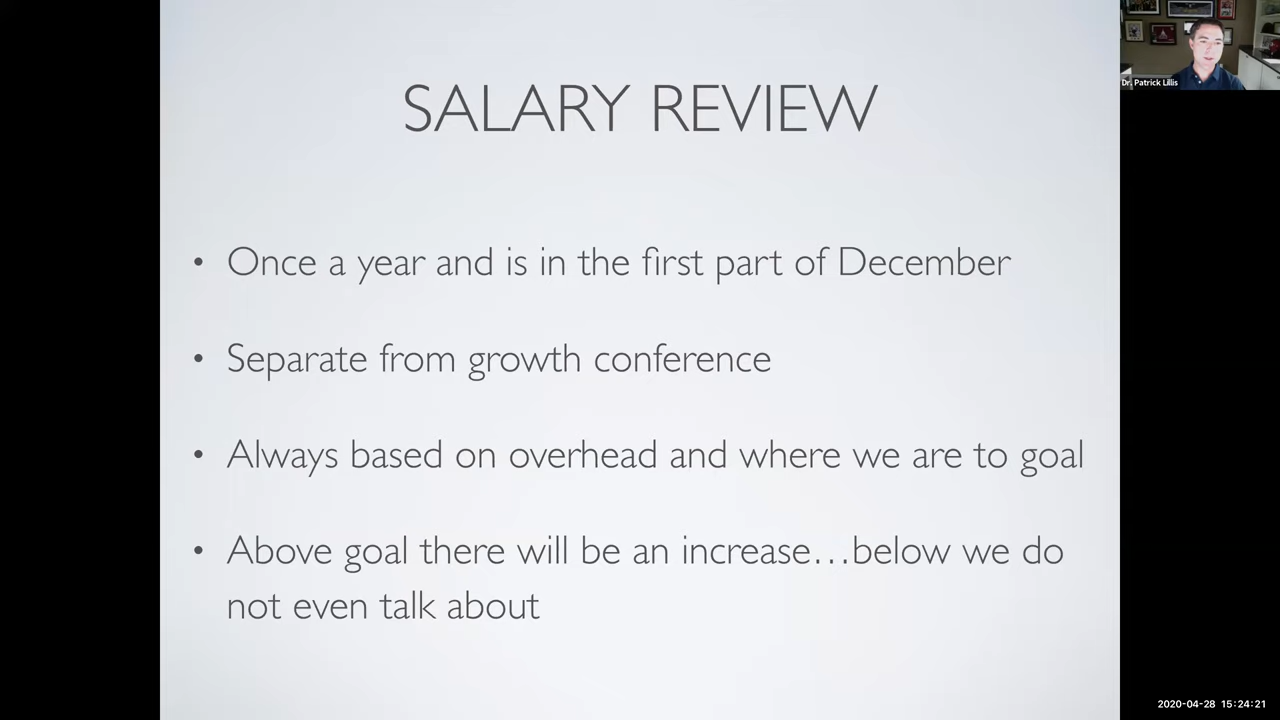 SALARY REVIEW
Dr. Patrick Lillis
• Once a year and is in the first part of December
• Separate from growth conference
• Always based on overhead and where we are to goal
• Above goal there will be an increase…below we do
not even talk about
2020-04-28 15:24:21